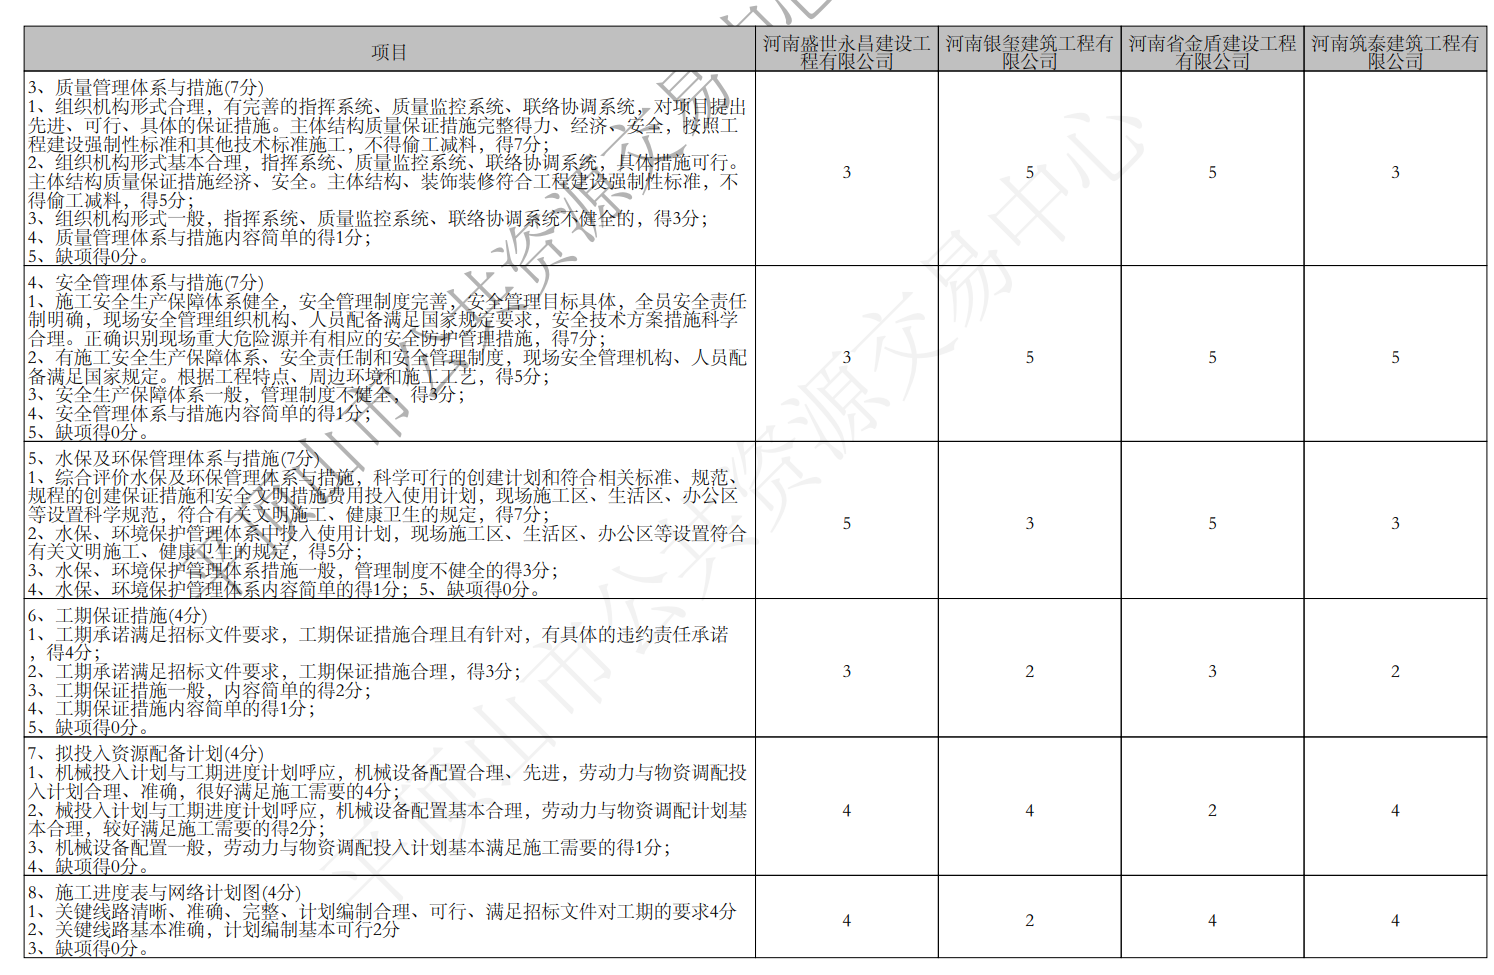 项目
河南盛世永昌建设工
程有限公司
河南银玺建筑工程有
限公司
河南省金盾建设工程
有限公司
河南筑泰建筑工程有
限公司
3、质量管理体系与措施(7分)
1、组织机构形式合理，有完善的指挥系统、质量监控系统、联络协调系统，对项目提出
先进、可行、具体的保证措施。主体结构质量保证措施完整得力、经济、安全，按照工
程建设强制性标准和其他技术标准施工，不得偷工减料，得7分；
2、组织机构形式基本合理，指挥系统、质量监控系统、联络协调系统，具体措施可行。
主体结构质量保证措施经济、安全。主体结构、装饰装修符合工程建设强制性标准，不
得偷工减料，得5分；
3、组织机构形式一般，指挥系统、质量监控系统、联络协调系统不健全的，得3分；
4、质量管理体系与措施内容简单的得1分；
5、缺项得0分。
3
5
5
3
4、安全管理体系与措施(7分)
1、施工安全生产保障体系健全，安全管理制度完善，安全管理目标具体，全员安全责任
制明确，现场安全管理组织机构、人员配备满足国家规定要求，安全技术方案措施科学
合理。正确识别现场重大危险源并有相应的安全防护管理措施，得7分；
2、有施工安全生产保障体系、安全责任制和安全管理制度，现场安全管理机构、人员配
备满足国家规定。根据工程特点、周边环境和施工工艺，得5分；
3、安全生产保障体系一般，管理制度不健全，得3分；
4、安全管理体系与措施内容简单的得1分；
5、缺项得0分。
3
5
5
5
5、水保及环保管理体系与措施(7分)
1、综合评价水保及环保管理体系与措施，科学可行的创建计划和符合相关标准、规范、
规程的创建保证措施和安全文明措施费用投入使用计划，现场施工区、生活区、办公区
等设置科学规范，符合有关文明施工、健康卫生的规定，得7分；
2、水保、环境保护管理体系中投入使用计划，现场施工区、生活区、办公区等设置符合
有关文明施工、健康卫生的规定，得5分；
3、水保、环境保护管理体系措施一般，管理制度不健全的得3分；
4、水保、环境保护管理体系内容简单的得1分；5、缺项得0分。
5
3
5
3
6、工期保证措施(4分)
1、工期承诺满足招标文件要求，工期保证措施合理且有针对，有具体的违约责任承诺
，得4分；
2、工期承诺满足招标文件要求，工期保证措施合理，得3分；
3、工期保证措施一般，内容简单的得2分；
4、工期保证措施内容简单的得1分；
5、缺项得0分。
3
2
3
2
7、拟投入资源配备计划(4分)
1、机械投入计划与工期进度计划呼应，机械设备配置合理、先进，劳动力与物资调配投
入计划合理、准确，很好满足施工需要的4分；
2、械投入计划与工期进度计划呼应，机械设备配置基本合理，劳动力与物资调配计划基
本合理，较好满足施工需要的得2分；
3、机械设备配置一般，劳动力与物资调配投入计划基本满足施工需要的得1分；
4、缺项得0分。
4
4
2
4
8、施工进度表与网络计划图(4分)
1、关键线路清晰、准确、完整、计划编制合理、可行、满足招标文件对工期的要求4分
2、关键线路基本准确，计划编制基本可行2分
3、缺项得0分。
4
2
4
4
平顶山市公共资源交易中心
平顶山市公共资源交易中心